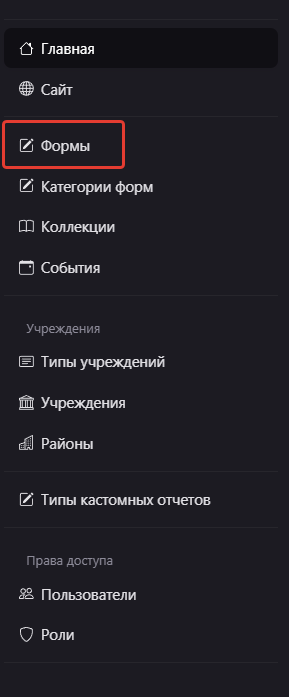 Главная
Сайт
Формы
Категории форм
Коллекции
События
Учреждения
Типы учреждений
Учреждения
Районы
Типы кастомных отчетов
Права доступа
Пользователи
Роли